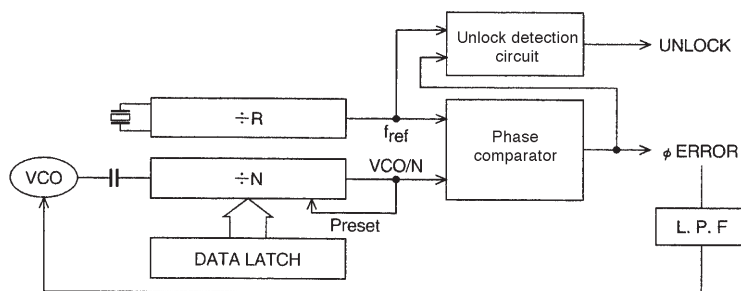 Unlock detection
circuit
UNLOCK
÷R
fref
Phase
comparator
VCO/N
ϕ ERROR
VCO
÷N
Preset
L. P. F
DATA LATCH